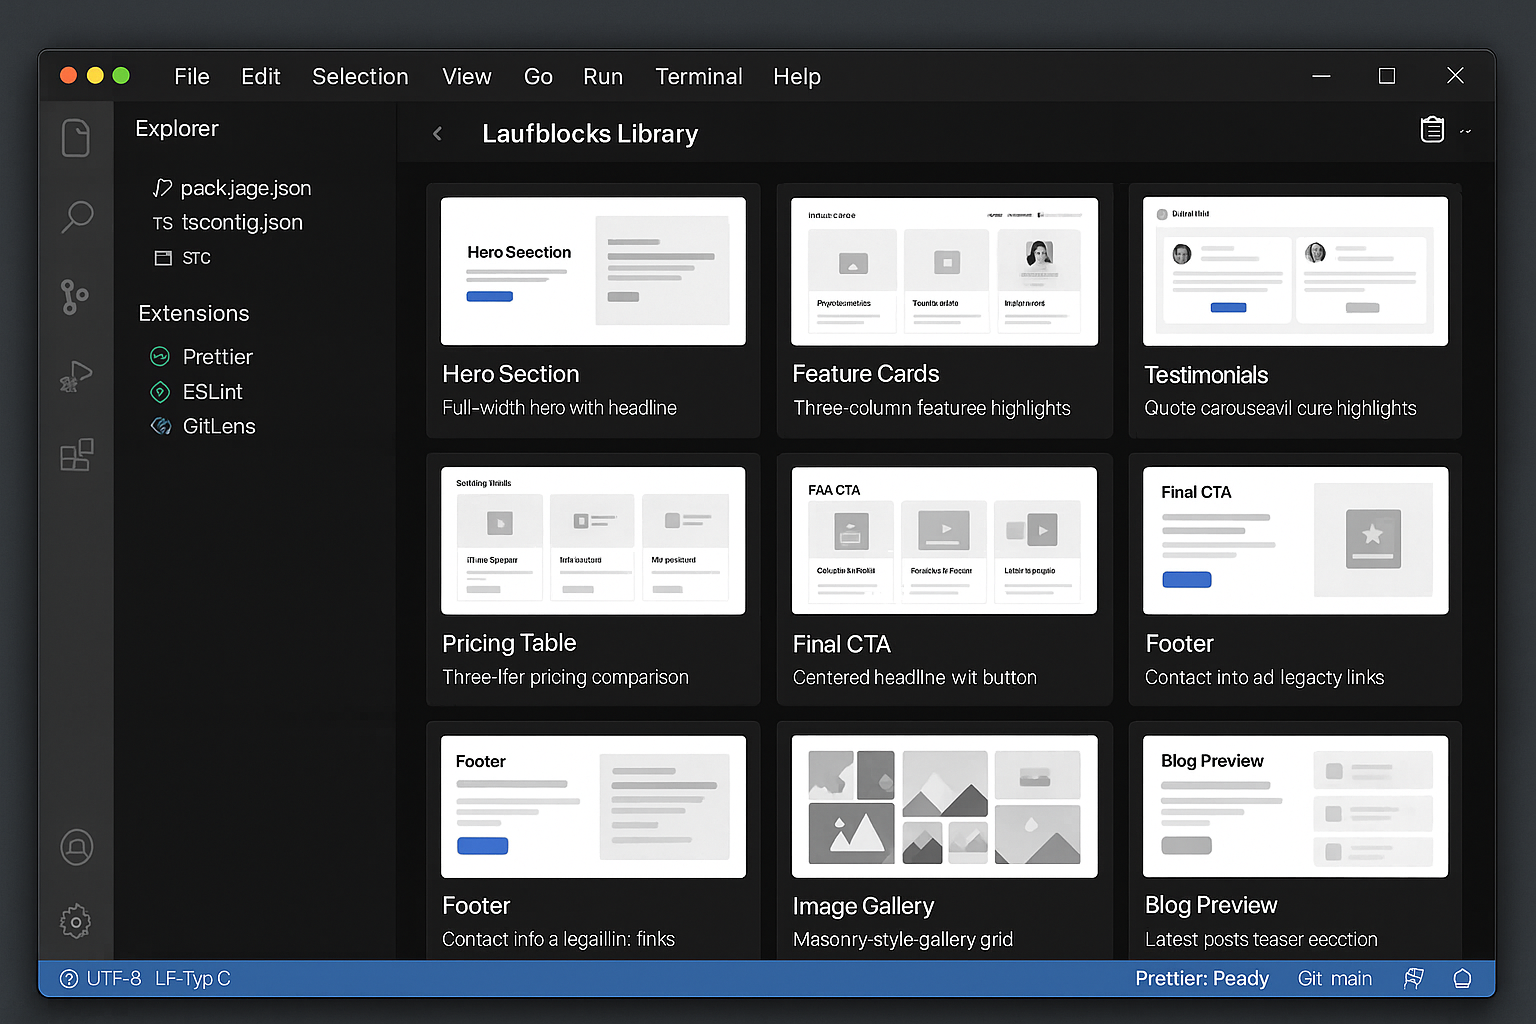 File Edit Selection View Go Run Terminal Help
Explorer
pack.jage.json
TS tscontig.json
STC
Extensions
Prettier
ESLint
GitLens
Laufblocks Library
Hero Seection
Hero Section
Full-width hero with headline
Feature Cards
Three-column featuree highlights
Testimonials
Quote carouseavil cure highlights
Pricing Table
Three-lfer pricing comparison
FAA CTA
Final CTA
Centered headllne wit button
Final CTA
Footer
Contact into ad legacty links
Footer
Footer
Contact info a legaillin: finks
Image Gallery
Masonry-style-gallery grid
Blog Preview
Blog Preview
Latest posts teaser eecction
UTF-8 LF-Typ C
Prettier: Peady Git main